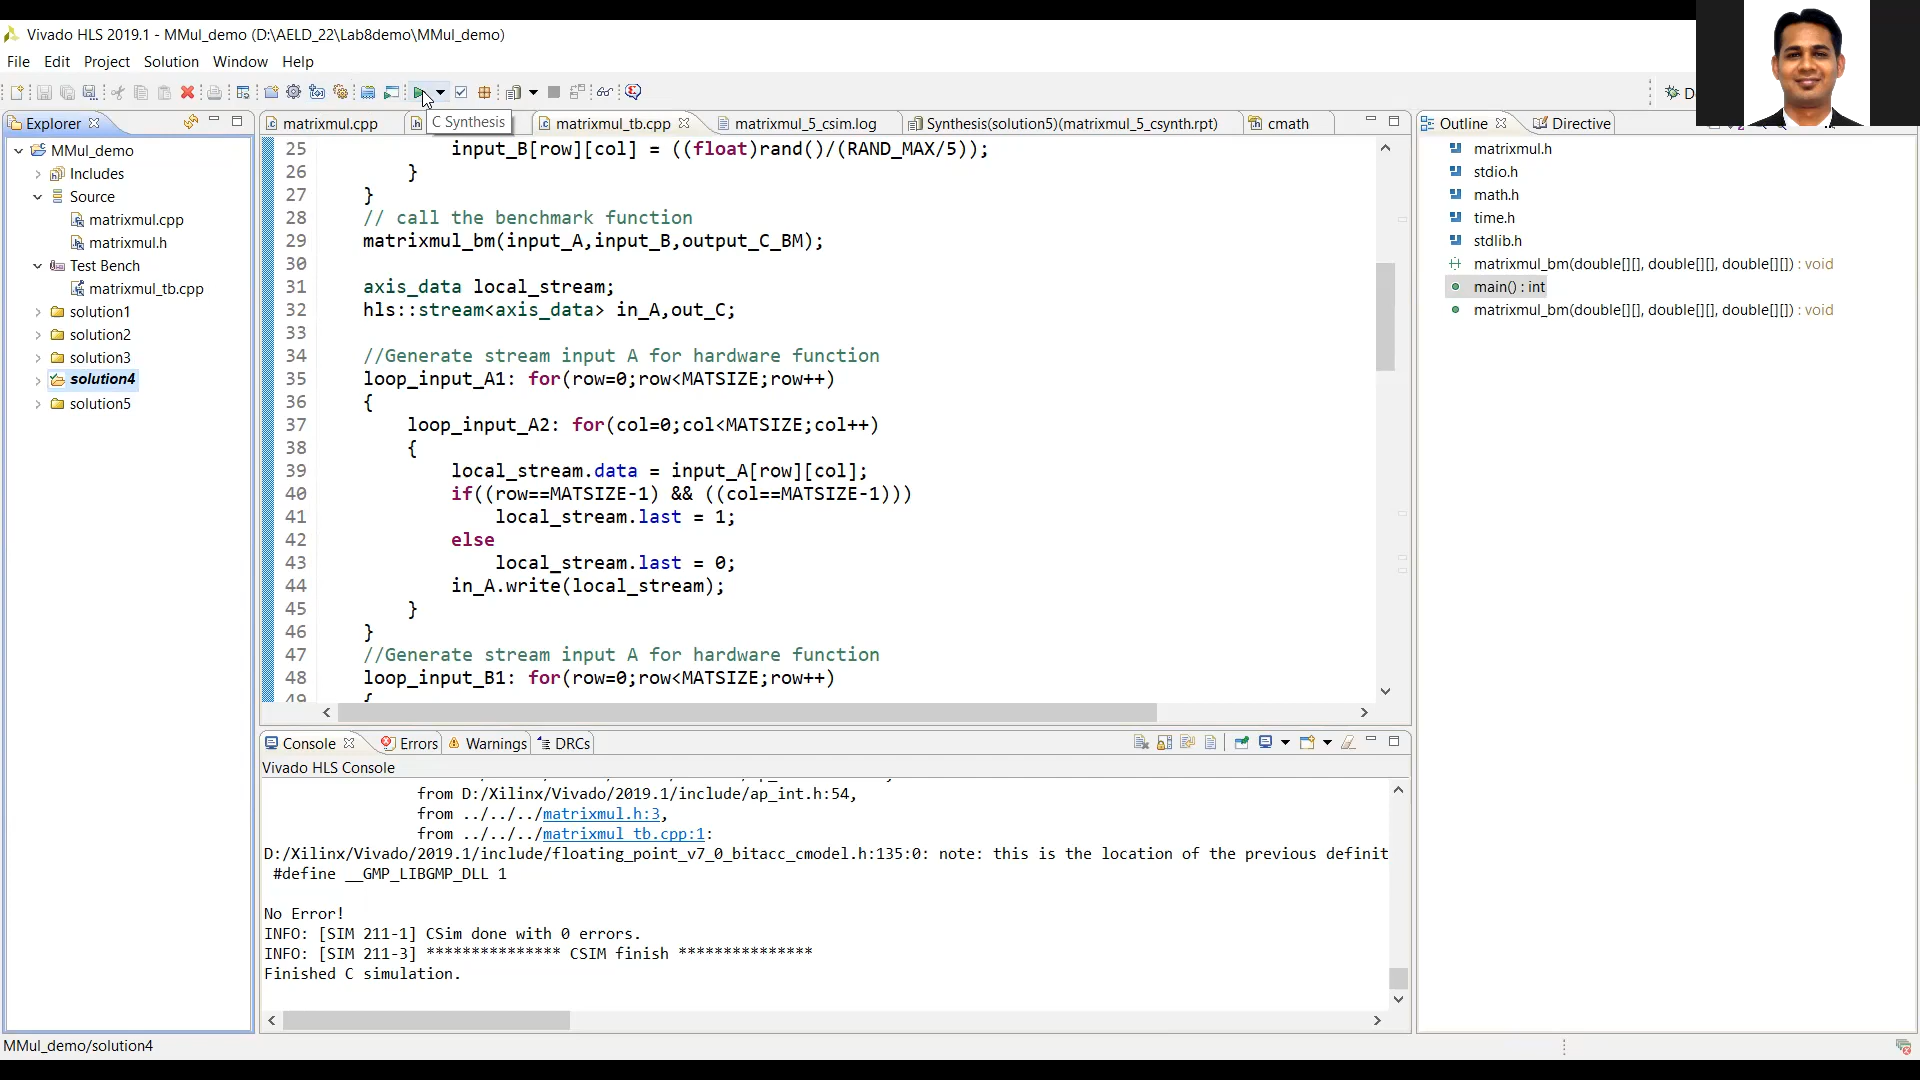 Vivado HLS 2019.1 - MMul_demo (D:\AELD_22\Lab8demo\MMul_demo)
File Edit Project Solution Window Help
C Synthesis
Explorer
matrixmul.cpp
matrixmul_tb.cpp
matrixmul_5_csim.log
Synthesis(solution5)(matrixmul_5_csynth.rpt)
cmath
Outline
Directive
MMul_demo
Includes
Source
matrixmul.cpp
matrixmul.h
Test Bench
matrixmul_tb.cpp
solution1
solution2
solution3
solution4
solution5
25 input_B[row][col] = ((float)rand()/(RAND_MAX/5));
26 }
27 }
28 // call the benchmark function
29 matrixmul_bm(input_A,input_B,output_C_BM);
30
31 axis_data local_stream;
32 hls::stream<axis_data> in_A,out_C;
33
34 //Generate stream input A for hardware function
35 loop_input_A1: for(row=0;row<MATSIZE;row++)
36 {
37 loop_input_A2: for(col=0;col<MATSIZE;col++)
38 {
39 local_stream.data = input_A[row][col];
40 if((row==MATSIZE-1) && ((col==MATSIZE-1)))
41 local_stream.last = 1;
42 else
43 local_stream.last = 0;
44 in_A.write(local_stream);
45 }
46 }
47 //Generate stream input A for hardware function
48 loop_input_B1: for(row=0;row<MATSIZE;row++)
49 {
matrixmul.h
stdio.h
math.h
time.h
stdlib.h
matrixmul_bm(double[][], double[][], double[][]) : void
main() : int
matrixmul_bm(double[][], double[][], double[][]) : void
Console Errors Warnings DRCs
Vivado HLS Console
from D:/Xilinx/Vivado/2019.1/include/ap_int.h:54,
from ../../../matrixmul.h:3,
from ../../../matrixmul_tb.cpp:1:
D:/Xilinx/Vivado/2019.1/include/floating_point_v7_0_bitacc_cmodel.h:135:0: note: this is the location of the previous definit
#define __GMP_LIBGMP_DLL 1
No Error!
INFO: [SIM 211-1] CSim done with 0 errors.
INFO: [SIM 211-3] *************** CSIM finish ***************
Finished C simulation.
MMul_demo/solution4